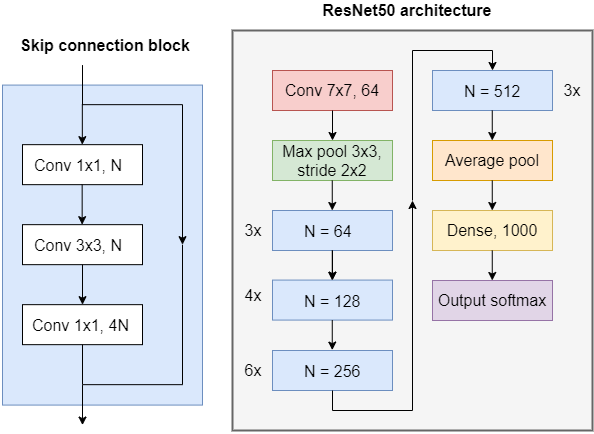 Skip connection block
Conv 1x1, N
Conv 3x3, N
Conv 1x1, 4N
ResNet50 architecture
Conv 7x7, 64
Max pool 3x3,
stride 2x2
3x
N = 64
4x
N = 128
6x
N = 256
N = 512
3x
Average pool
Dense, 1000
Output softmax